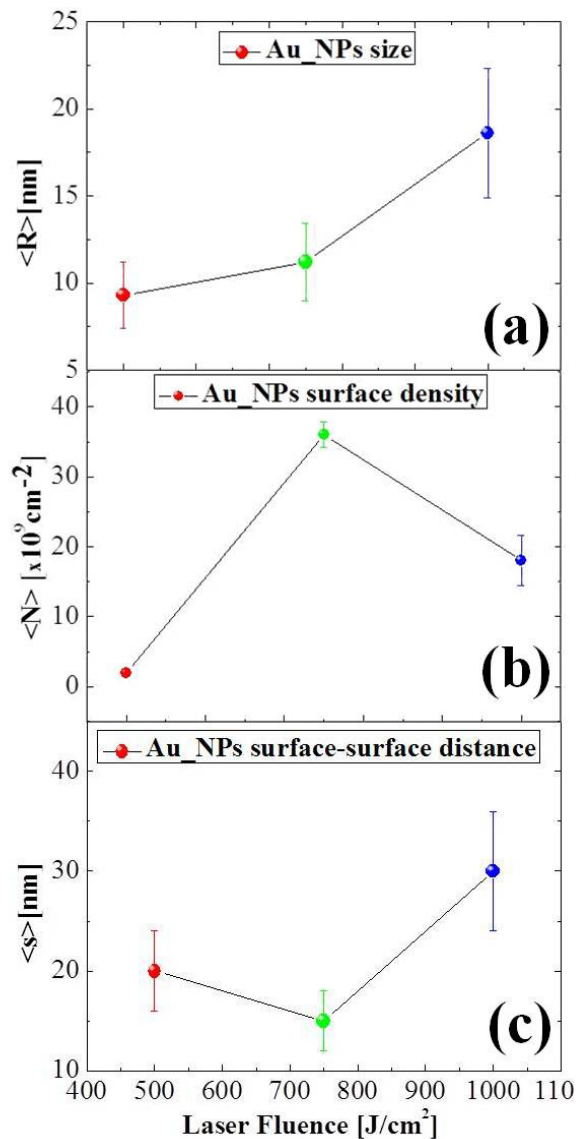 25
Au_NPs size
20
<R>[nm]
15
10
(a)
5
Au_NPs surface density
40
30
<N> [x10⁹cm⁻²]
20
10
(b)
0
Au_NPs surface-surface distance
40
30
<s>[nm]
20
(c)
10
400 500 600 700 800 900 1000 110
Laser Fluence [J/cm²]